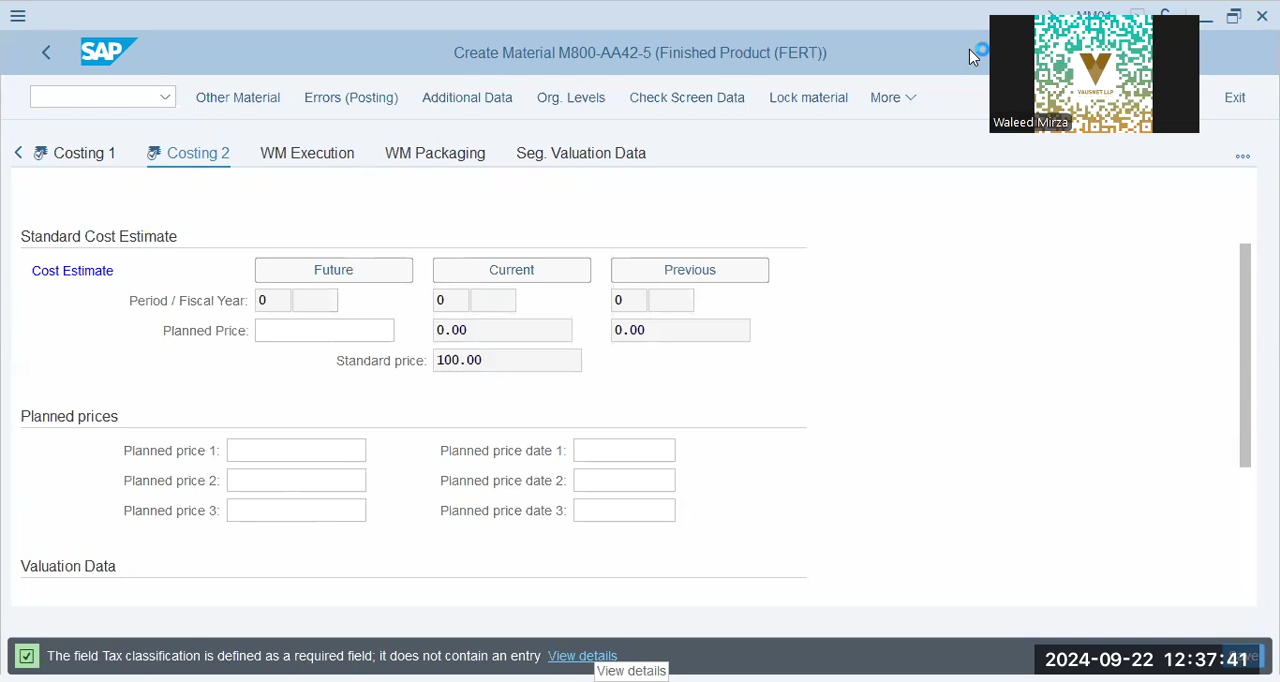 MM01
SAP
Create Material M800-AA42-5 (Finished Product (FERT))
VAUSNET LLP
Waleed Mirza
Other Material Errors (Posting) Additional Data Org. Levels Check Screen Data Lock material More Exit
Costing 1 Costing 2 WM Execution WM Packaging Seg. Valuation Data
Standard Cost Estimate
Cost Estimate Future Current Previous
Period / Fiscal Year: 0 0 0
Planned Price: 0.00 0.00
Standard price: 100.00
Planned prices
Planned price 1: Planned price date 1:
Planned price 2: Planned price date 2:
Planned price 3: Planned price date 3:
Valuation Data
The field Tax classification is defined as a required field; it does not contain an entry View details
View details
2024-09-22 12:37:41